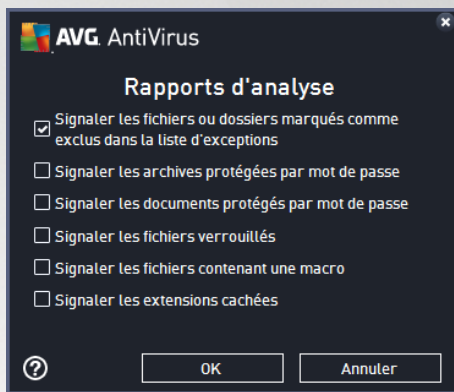 AVG. AntiVirus
Rapports d'analyse
Signaler les fichiers ou dossiers marqués comme
exclus dans la liste d'exceptions
Signaler les archives protégées par mot de passe
Signaler les documents protégés par mot de passe
Signaler les fichiers verrouillés
Signaler les fichiers contenant une macro
Signaler les extensions cachées
?
OK
Annuler